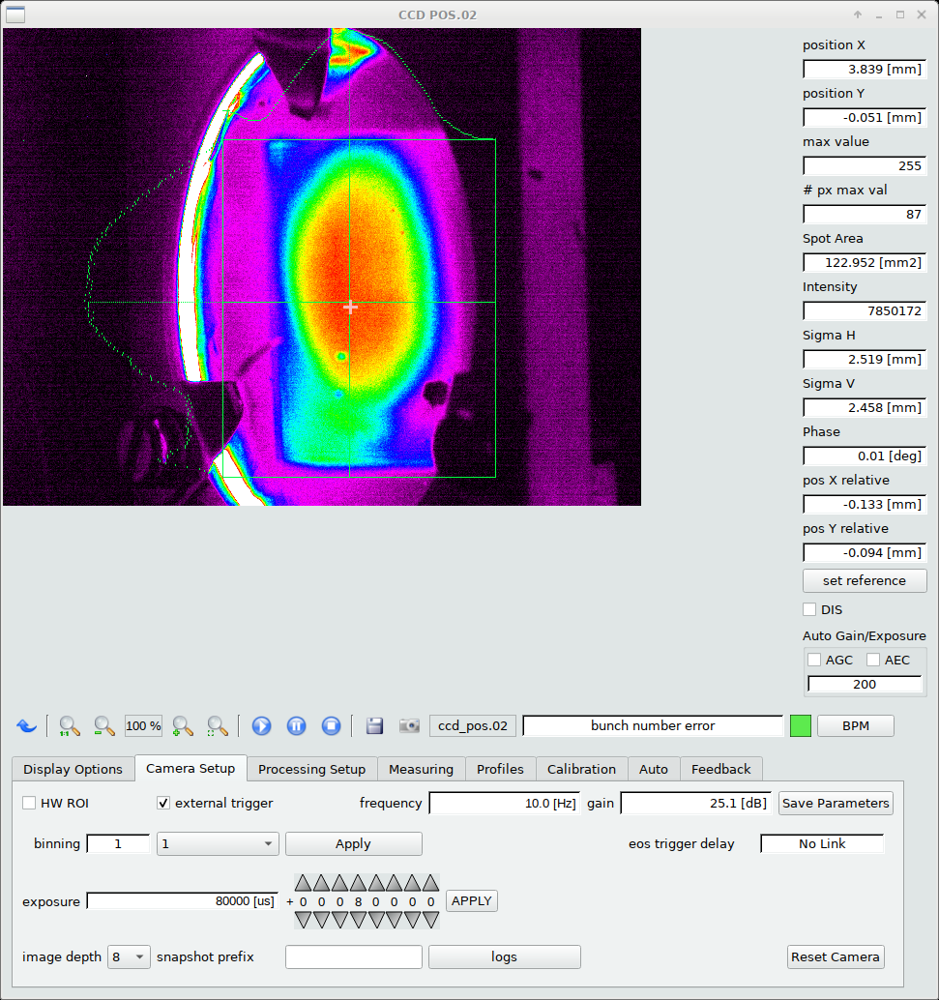 CCD POS.02
position X
3.839 [mm]
position Y
-0.051 [mm]
max value
255
# px max val
87
Spot Area
122.952 [mm2]
Intensity
7850172
Sigma H
2.519 [mm]
Sigma V
2.458 [mm]
Phase
0.01 [deg]
pos X relative
-0.133 [mm]
pos Y relative
-0.094 [mm]
set reference
DIS
Auto Gain/Exposure
AGC AEC
200
1:1 100 % ccd_pos.02 bunch number error BPM
Display Options Camera Setup Processing Setup Measuring Profiles Calibration Auto Feedback
HW ROI external trigger frequency 10.0 [Hz] gain 25.1 [dB] Save Parameters
binning 1 1 Apply eos trigger delay No Link
exposure 80000 [us] + 0 0 0 8 0 0 0 0 APPLY
image depth 8 snapshot prefix logs Reset Camera